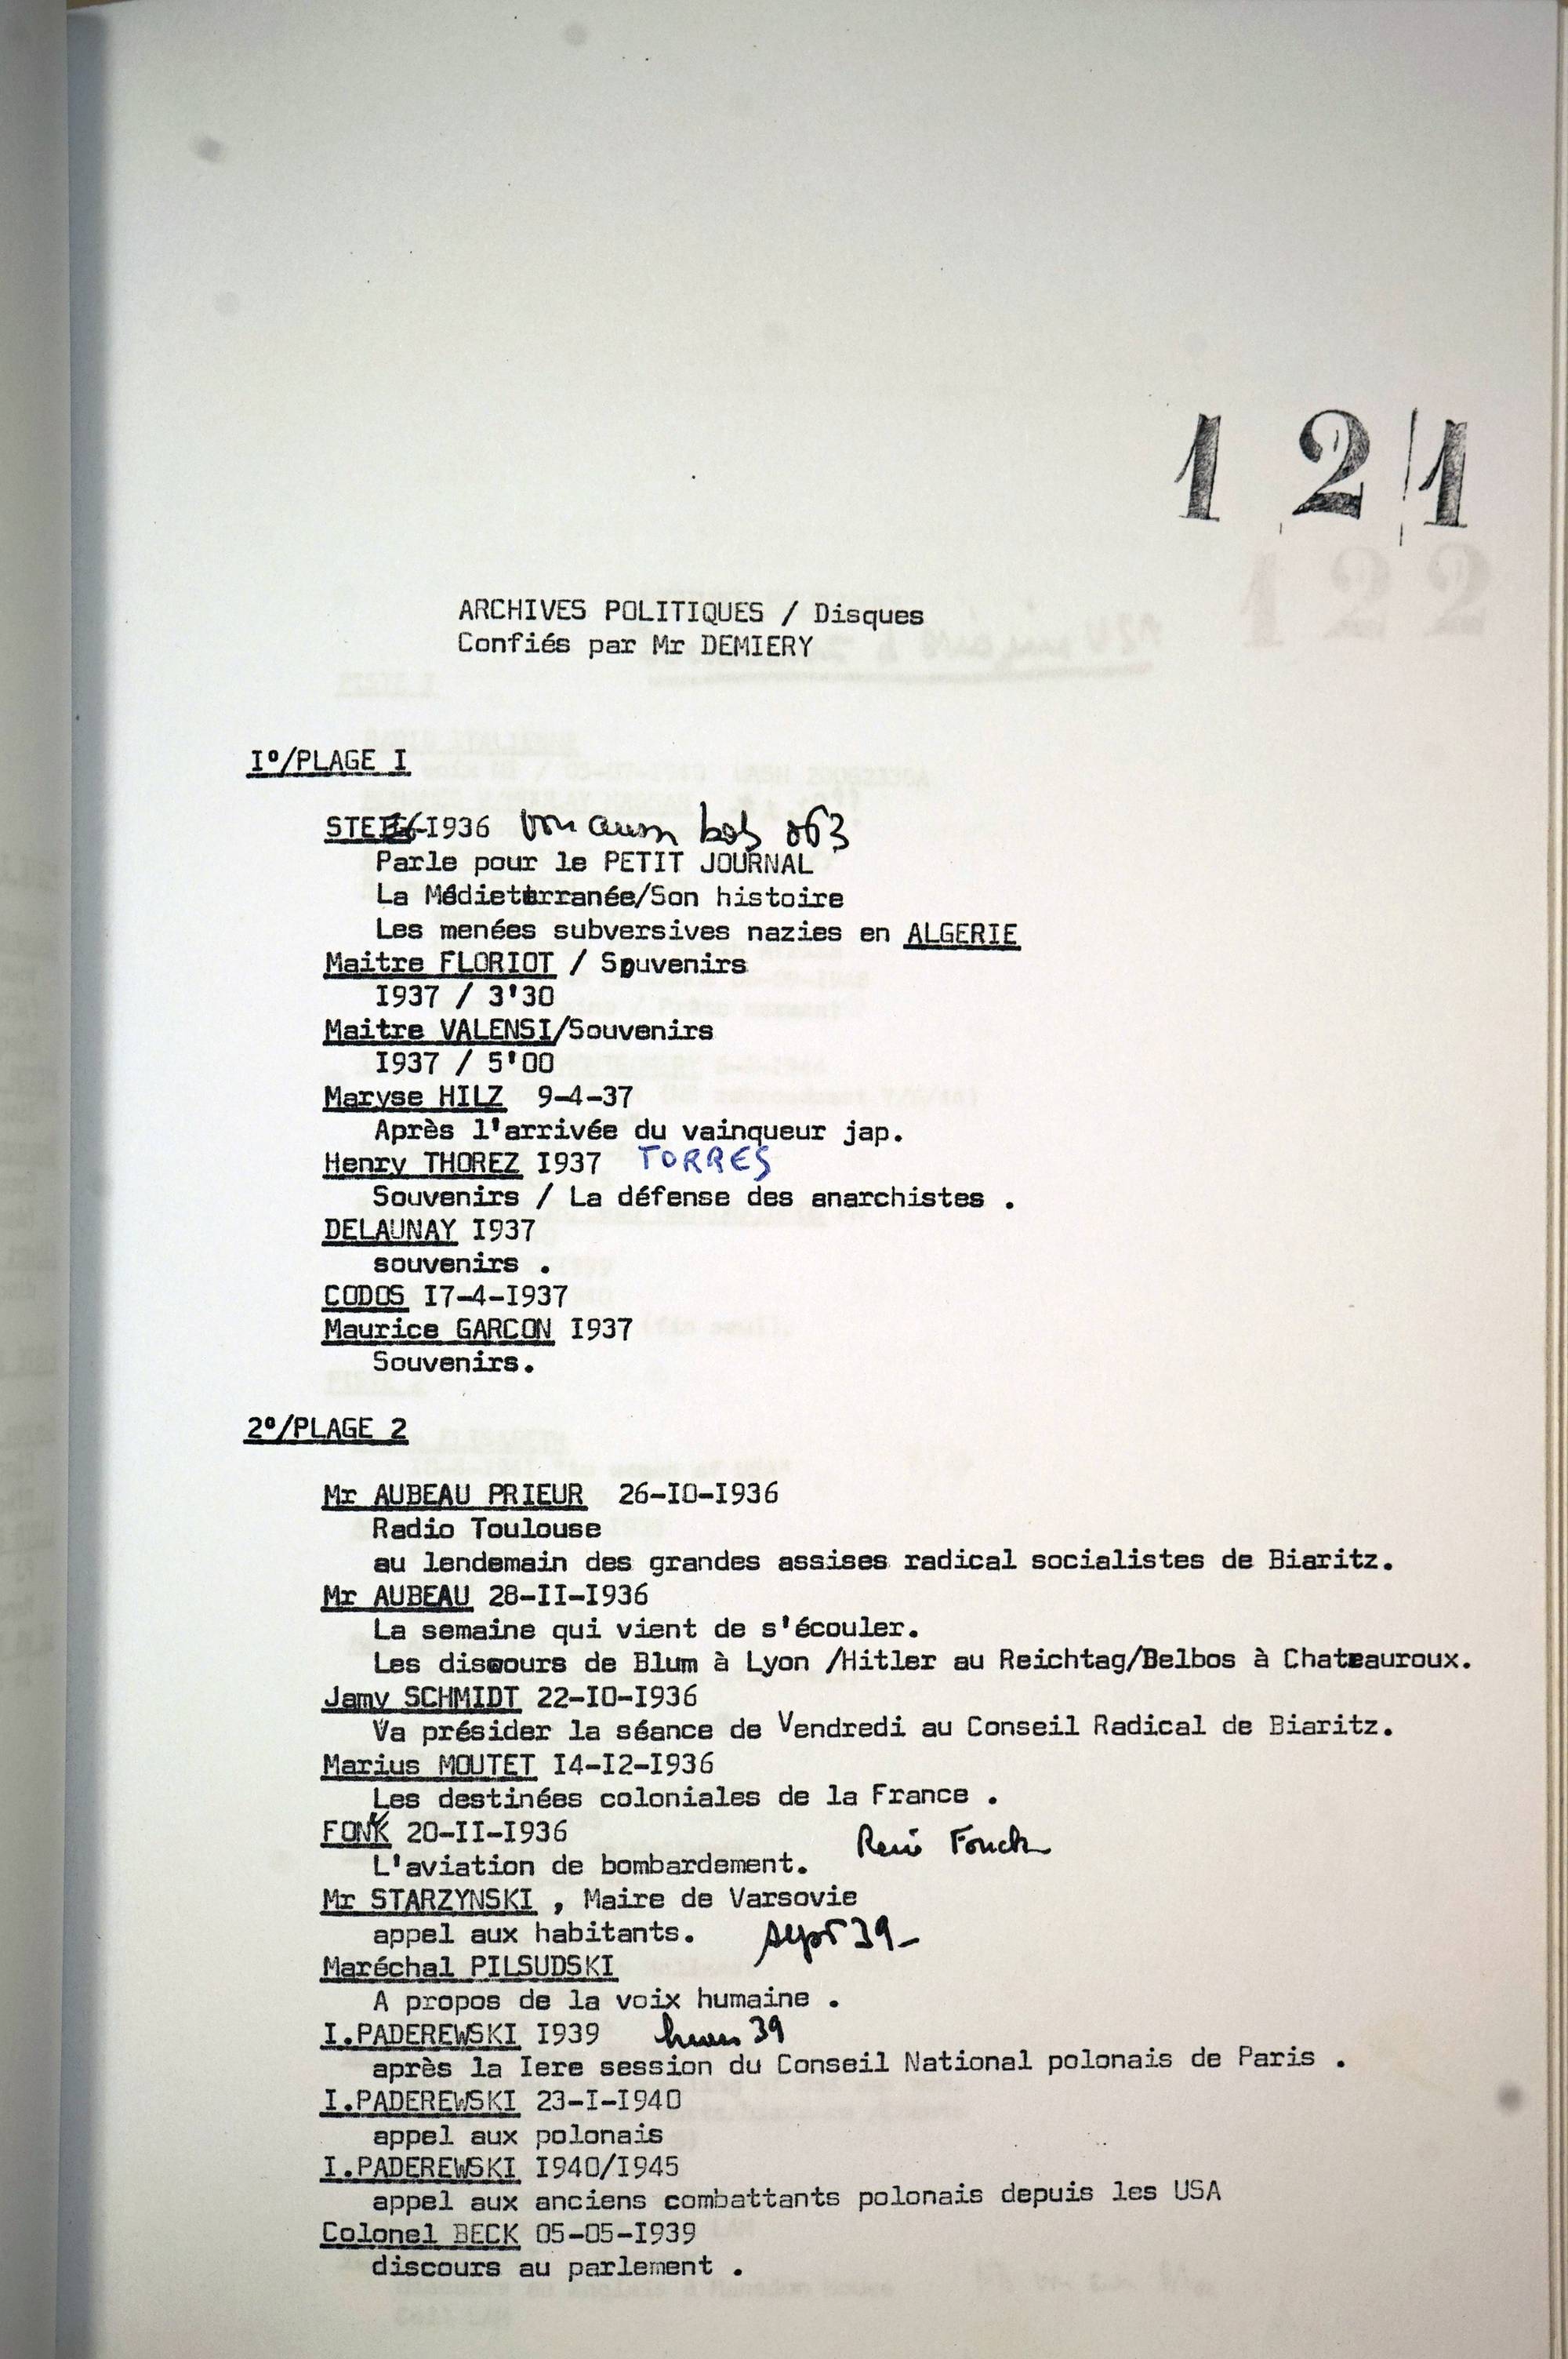 121
ARCHIVES POLITIQUES / Disques
Confiés par Mr DEMIERY
I°/PLAGE I
I936 bob 063
Parle pour le PETIT JOURNAL
La Médieterranée/Son histoire
Les menées subversives nazies en ALGERIE
Maitre FLORIOT / Souvenirs
I937 / 3'30
Maitre VALENSI/Souvenirs
I937 / 5'00
Maryse HILZ 9-4-37
Après l'arrivée du vainqueur jap.
Henry THOREZ I937 TORRES
Souvenirs / La défense des anarchistes .
DELAUNAY I937
souvenirs .
CODOS I7-4-I937
Maurice GARCON I937
Souvenirs.
2°/PLAGE 2
Mr AUBEAU PRIEUR 26-I0-I936
Radio Toulouse
au lendemain des grandes assises radical socialistes de Biaritz.
Mr AUBEAU 28-II-I936
La semaine qui vient de s'écouler.
Les discours de Blum à Lyon /Hitler au Reichtag/Delbos à Chateauroux.
Jamy SCHMIDT 22-I0-I936
Va présider la séance de Vendredi au Conseil Radical de Biaritz.
Marius MOUTET I4-I2-I936
Les destinées coloniales de la France .
FONK 20-II-I936
L'aviation de bombardement. René Fonck
Mr STARZYNSKI , Maire de Varsovie
appel aux habitants. sept 39-
Maréchal PILSUDSKI
A propos de la voix humaine .
I.PADEREWSKI I939 39
après la Iere session du Conseil National polonais de Paris .
I.PADEREWSKI 23-I-I940
appel aux polonais
I.PADEREWSKI I940/I945
appel aux anciens combattants polonais depuis les USA
Colonel BECK 05-05-I939
discours au parlement .